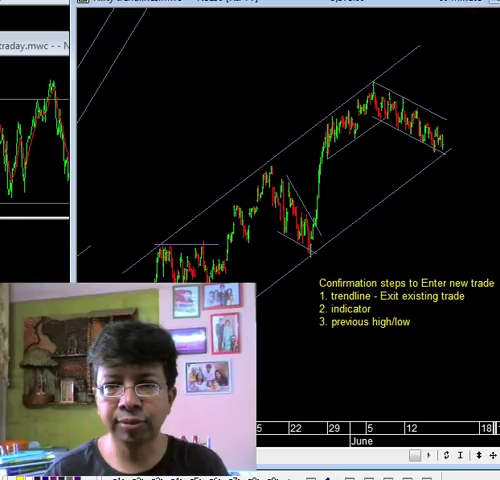 traday.mwc - - N
Confirmation steps to Enter new trade
1. trendline - Exit existing trade
2. indicator
3. previous high/low
22
29
5
12
18
June